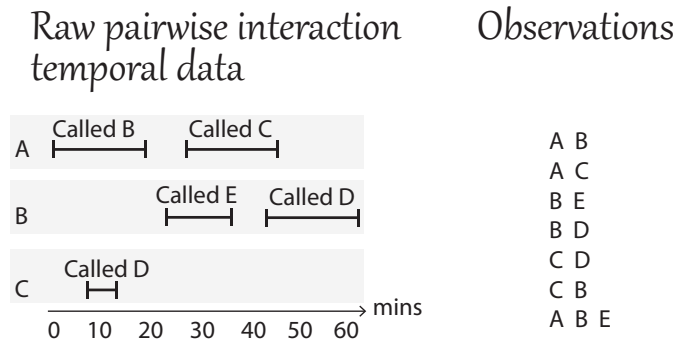 Raw pairwise interaction
temporal data
Observations
Called B
Called C
A
Called E
Called D
B
Called D
C
mins
0 10 20 30 40 50 60
A B
A C
B E
B D
C D
C B
A B E